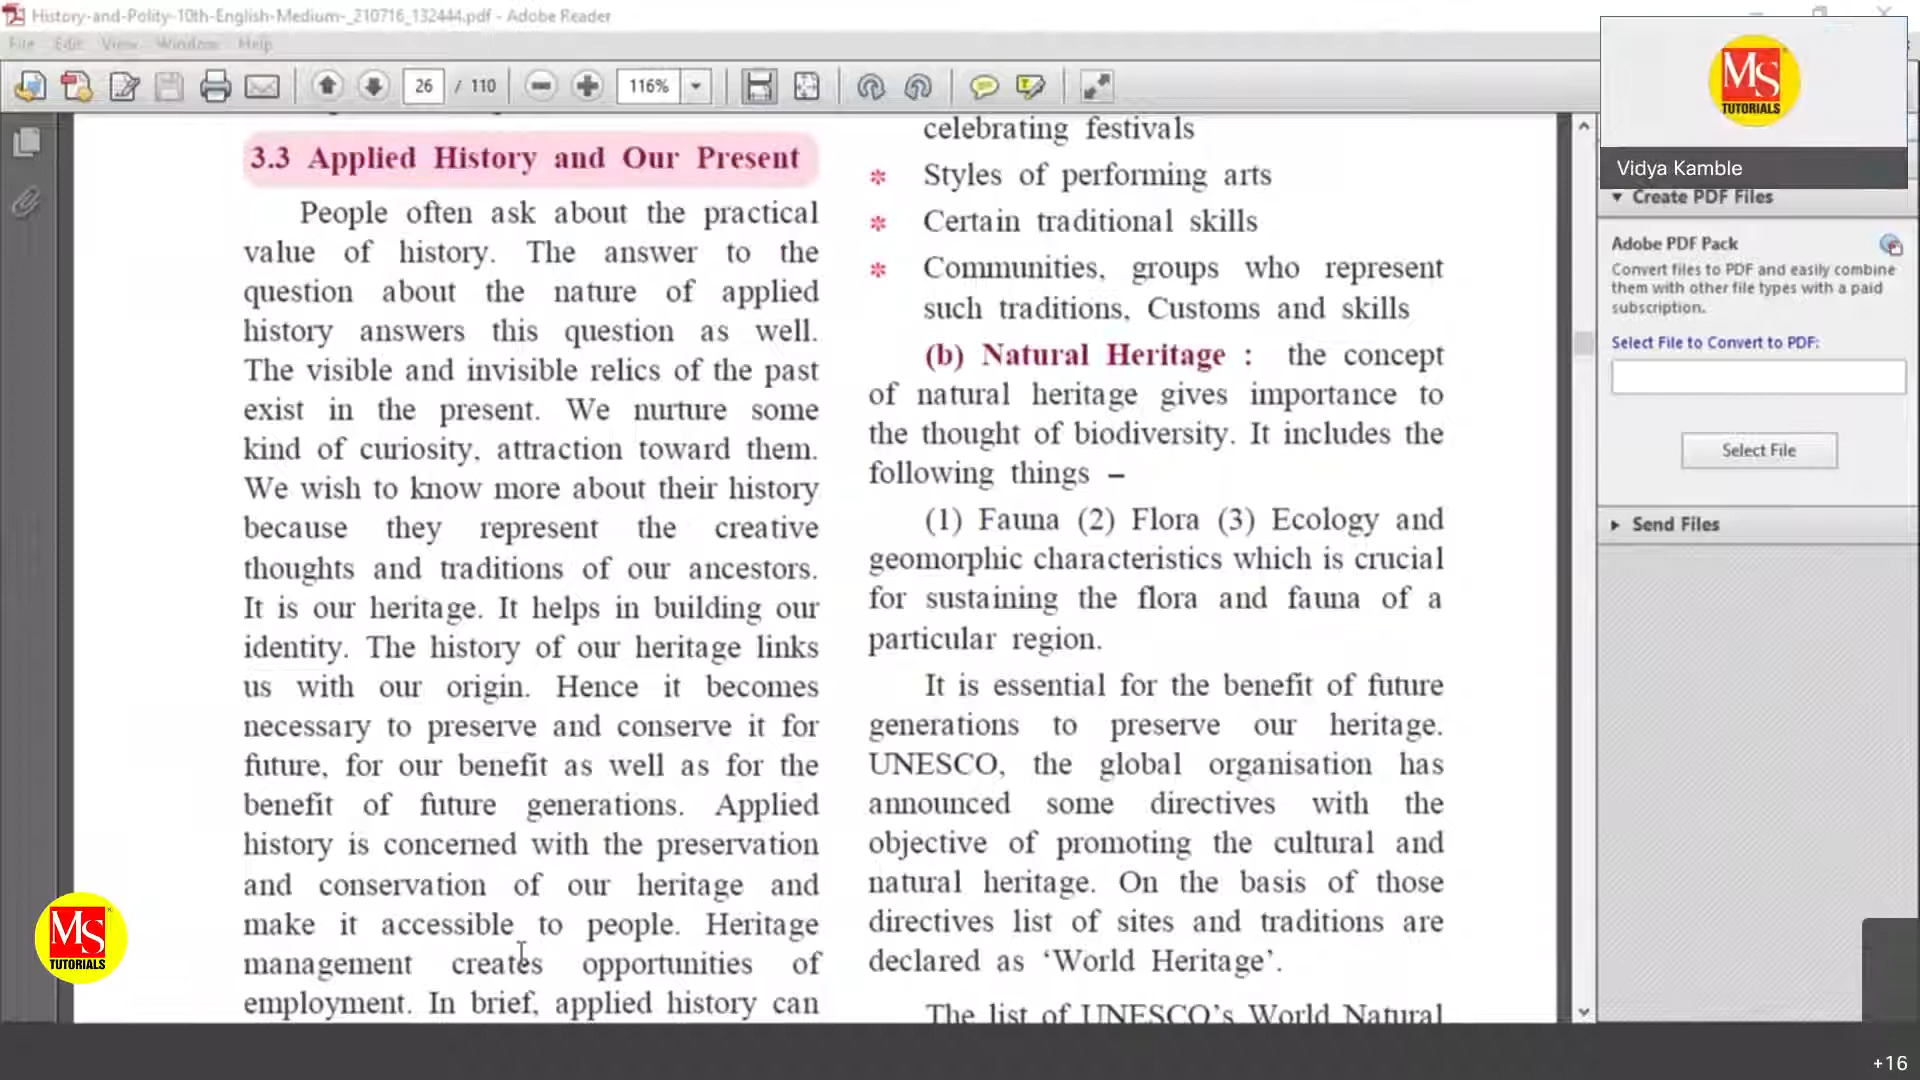 History-and-Polity-10th-English-Medium-_210716_132444.pdf - Adobe Reader
File Edit View Window Help
26 / 110 116%
3.3 Applied History and Our Present
People often ask about the practical
value of history. The answer to the
question about the nature of applied
history answers this question as well.
The visible and invisible relics of the past
exist in the present. We nurture some
kind of curiosity, attraction toward them.
We wish to know more about their history
because they represent the creative
thoughts and traditions of our ancestors.
It is our heritage. It helps in building our
identity. The history of our heritage links
us with our origin. Hence it becomes
necessary to preserve and conserve it for
future, for our benefit as well as for the
benefit of future generations. Applied
history is concerned with the preservation
and conservation of our heritage and
make it accessible to people. Heritage
management creates opportunities of
employment. In brief, applied history can
celebrating festivals
* Styles of performing arts
* Certain traditional skills
* Communities, groups who represent
such traditions, Customs and skills
(b) Natural Heritage : the concept
of natural heritage gives importance to
the thought of biodiversity. It includes the
following things –
(1) Fauna (2) Flora (3) Ecology and
geomorphic characteristics which is crucial
for sustaining the flora and fauna of a
particular region.
It is essential for the benefit of future
generations to preserve our heritage.
UNESCO, the global organisation has
announced some directives with the
objective of promoting the cultural and
natural heritage. On the basis of those
directives list of sites and traditions are
declared as ‘World Heritage’.
The list of UNESCO’s World Natural
MS
TUTORIALS
Vidya Kamble
Create PDF Files
Adobe PDF Pack
Convert files to PDF and easily combine
them with other file types with a paid
subscription.
Select File to Convert to PDF:
Select File
Send Files
MS
TUTORIALS
+16